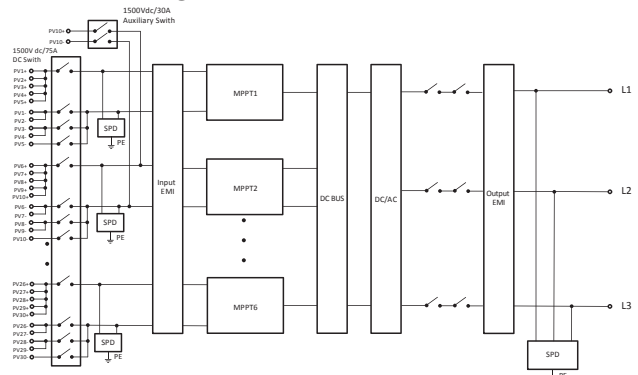 1500Vdc/30A
Auxiliary Swith
PV10+
PV10-
1500V dc/75A
DC Swith
PV1+
PV2+
PV3+
PV4+
PV5+
PV1-
PV2-
PV3-
PV4-
PV5-
SPD
PE
PV6+
PV7+
PV8+
PV9+
PV10+
PV6-
PV7-
PV8-
PV9-
PV10-
SPD
PE
PV26+
PV27+
PV28+
PV29+
PV30+
PV26-
PV27-
PV28-
PV29-
PV30-
SPD
PE
Input
EMI
MPPT1
MPPT2
MPPT6
DC BUS
DC/AC
Output
EMI
L1
L2
L3
SPD
PE